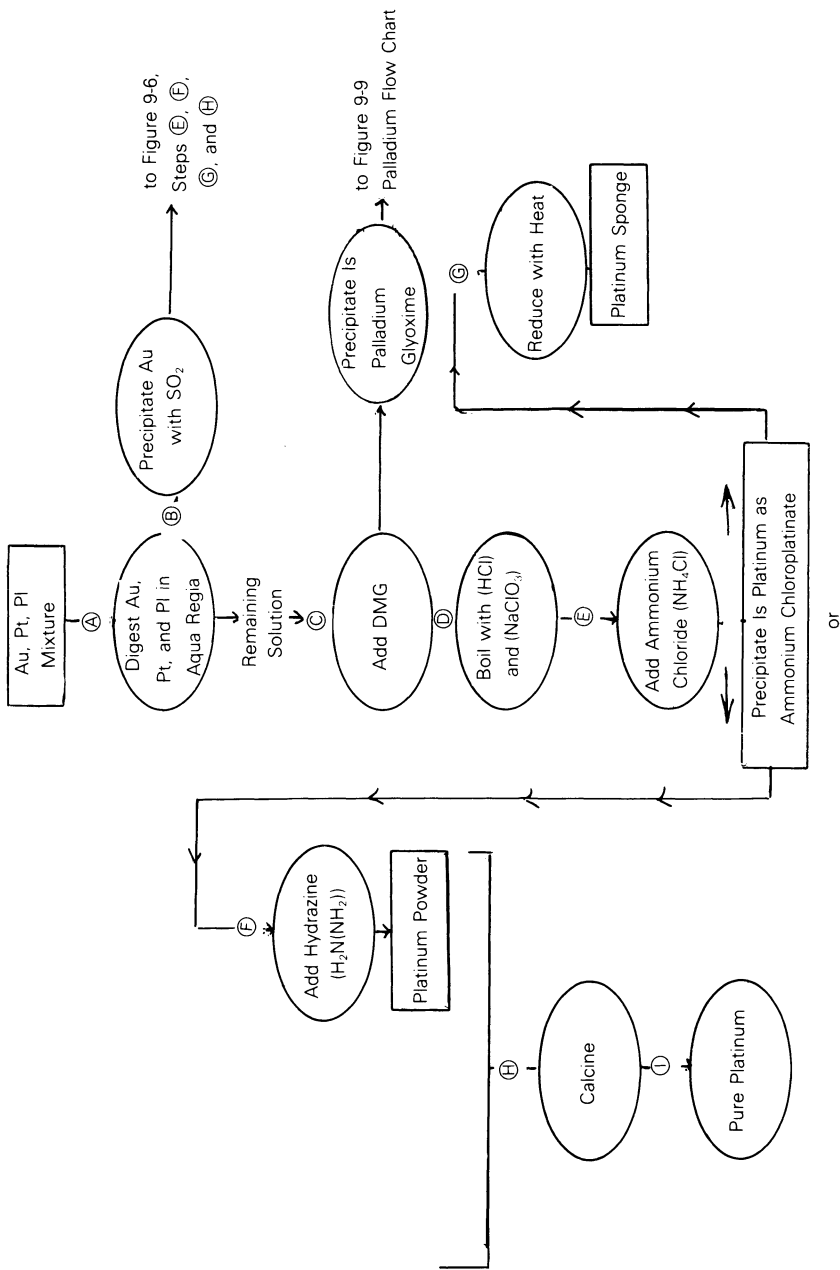 Au, Pt, Pl
Mixture
Ⓐ
Digest Au,
Pt, and Pl in
Aqua Regia
Ⓑ
Precipitate Au
with SO₂
to Figure 9-6,
Steps Ⓔ, Ⓕ,
Ⓖ, and Ⓗ
Remaining
Solution
Ⓒ
Add DMG
Precipitate Is
Palladium
Glyoxime
to Figure 9-9
Palladium Flow Chart
Ⓓ
Boil with (HCl)
and (NaClO₃)
Ⓔ
Add Ammonium
Chloride (NH₄Cl)
Precipitate Is Platinum as
Ammonium Chloroplatinate
or
Ⓖ
Reduce with Heat
Platinum Sponge
Ⓕ
Add Hydrazine
(H₂N(NH₂))
Platinum Powder
Ⓗ
Calcine
Ⓘ
Pure Platinum